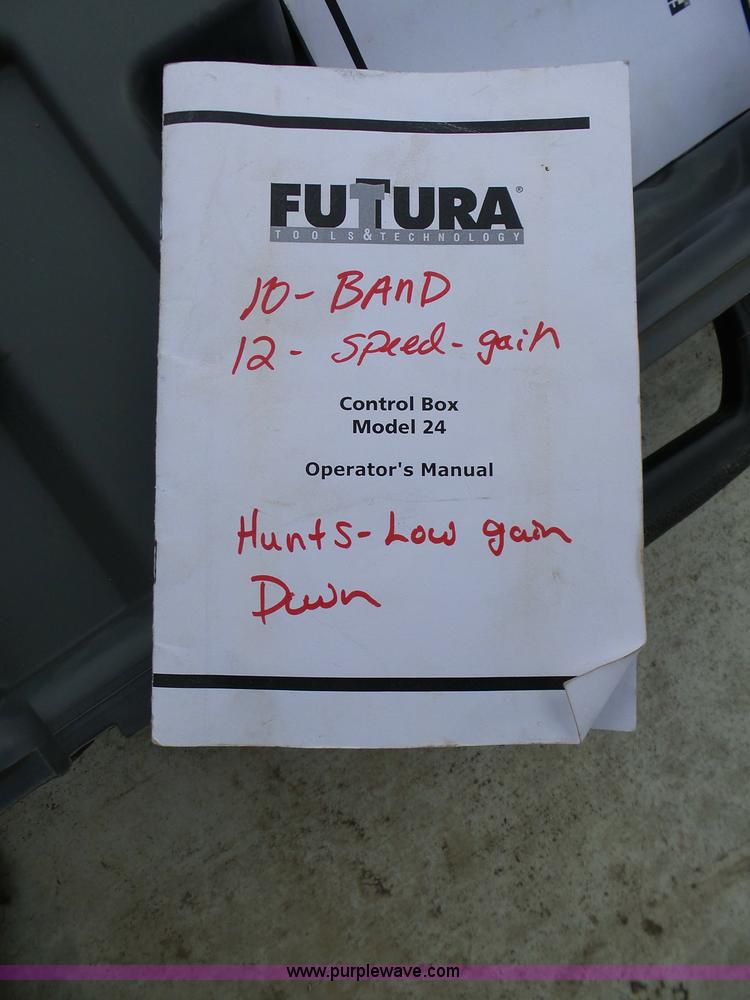 FUTURA®
TOOLS & TECHNOLOGY
10 - BAND
12 - Speed - gain
Control Box
Model 24
Operator's Manual
Hunts - Low gain
Down
www.purplewave.com